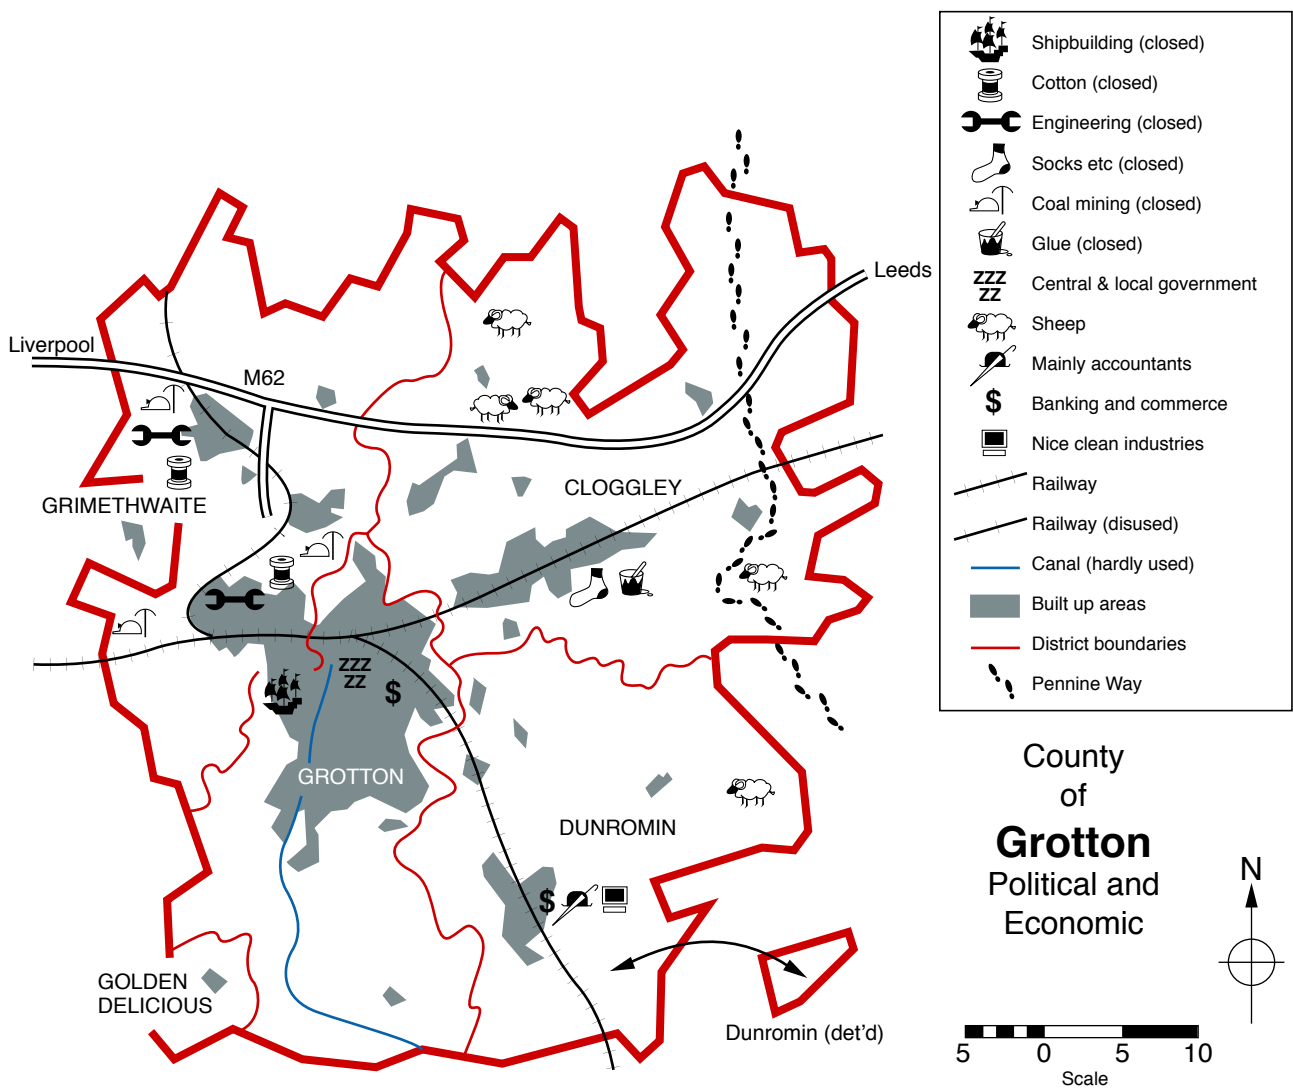 Shipbuilding (closed)
Cotton (closed)
Engineering (closed)
Socks etc (closed)
Coal mining (closed)
Glue (closed)
ZZZ
ZZ
Central & local government
Sheep
Mainly accountants
$
Banking and commerce
Nice clean industries
Railway
Railway (disused)
Canal (hardly used)
Built up areas
District boundaries
Pennine Way
Leeds
Liverpool
M62
CLOGGLEY
GRIMETHWAITE
ZZZ
ZZ
$
GROTTON
DUNROMIN
$
GOLDEN
DELICIOUS
Dunromin (det'd)
County
of
Grotton
Political and
Economic
N
5 0 5 10
Scale